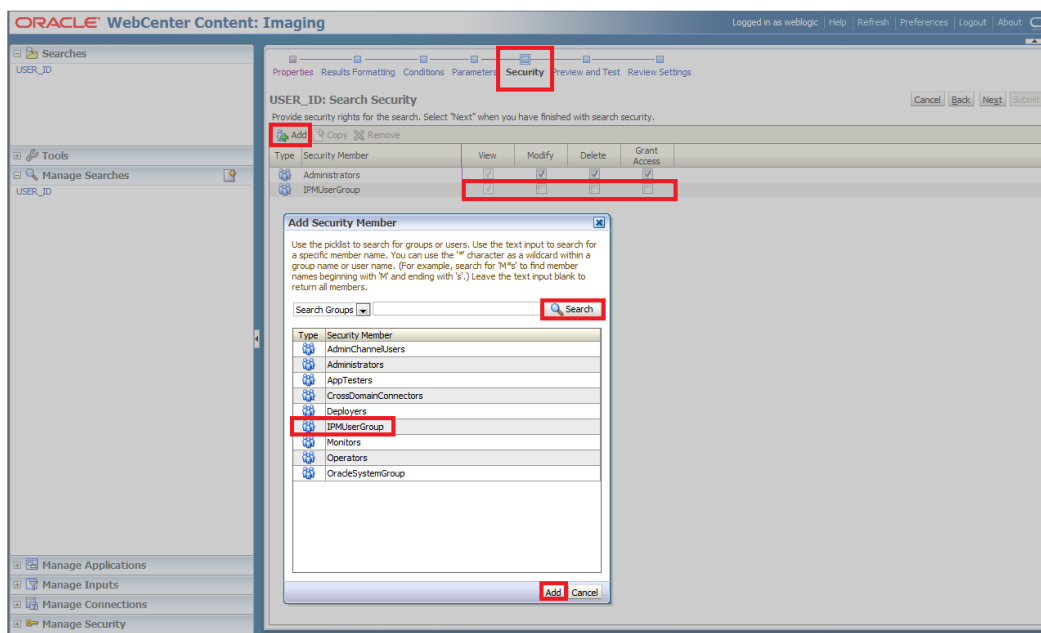 ORACLE WebCenter Content: Imaging
Logged in as weblogic Help Refresh Preferences Logout About
Searches
USER_ID
Tools
Manage Searches
USER_ID
Manage Applications
Manage Inputs
Manage Connections
Manage Security
Properties Results Formatting Conditions Parameters Security Preview and Test Review Settings
USER_ID: Search Security
Cancel Back Next Submit
Provide security rights for the search. Select "Next" when you have finished with search security.
Add Copy Remove
Type Security Member View Modify Delete Grant Access
Administrators
IPMUserGroup
Add Security Member
Use the picklist to search for groups or users. Use the text input to search for
a specific member name. You can use the '*' character as a wildcard within a
group name or user name. (For example, search for 'M*s' to find member
names beginning with 'M' and ending with 's'.) Leave the text input blank to
return all members.
Search Groups Search
Type Security Member
AdminChannelUsers
Administrators
AppTesters
CrossDomainConnectors
Deployers
IPMUserGroup
Monitors
Operators
OracleSystemGroup
Add Cancel